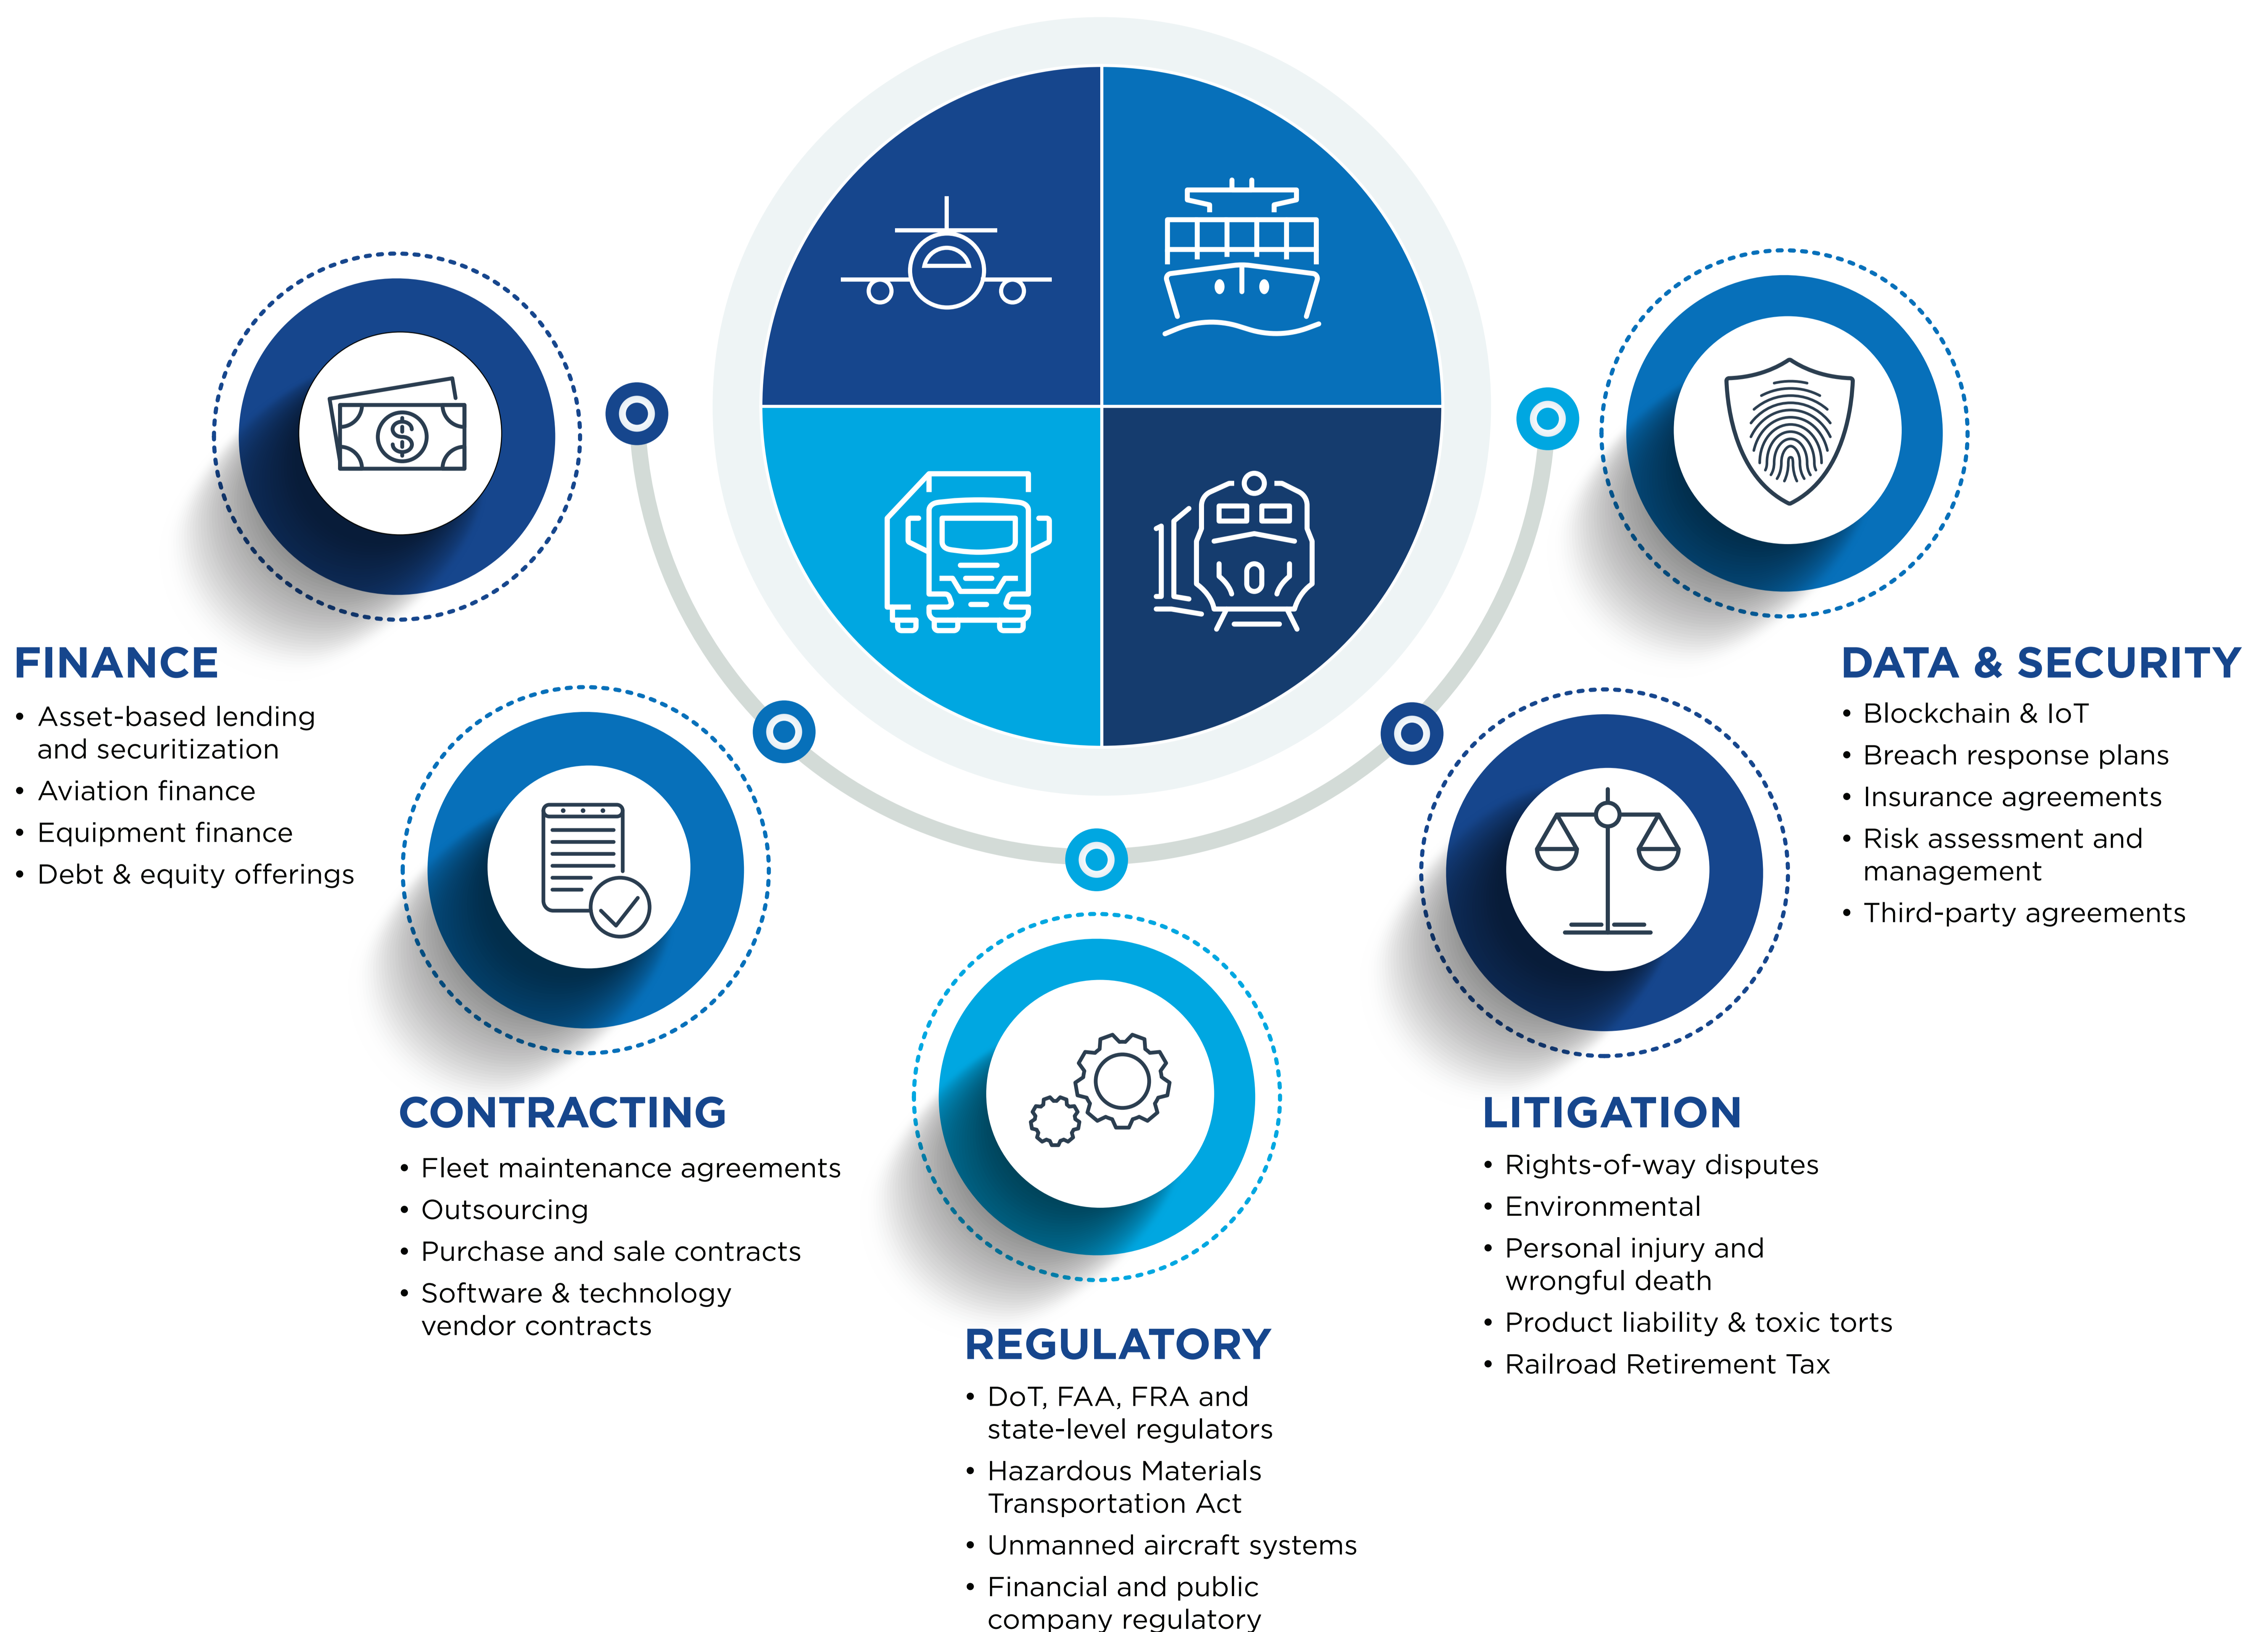 FINANCE
• Asset-based lending
and securitization
• Aviation finance
• Equipment finance
• Debt & equity offerings
CONTRACTING
• Fleet maintenance agreements
• Outsourcing
• Purchase and sale contracts
• Software & technology
vendor contracts
REGULATORY
• DoT, FAA, FRA and
state-level regulators
• Hazardous Materials
Transportation Act
• Unmanned aircraft systems
• Financial and public
company regulatory
LITIGATION
• Rights-of-way disputes
• Environmental
• Personal injury and
wrongful death
• Product liability & toxic torts
• Railroad Retirement Tax
DATA & SECURITY
• Blockchain & IoT
• Breach response plans
• Insurance agreements
• Risk assessment and
management
• Third-party agreements
$